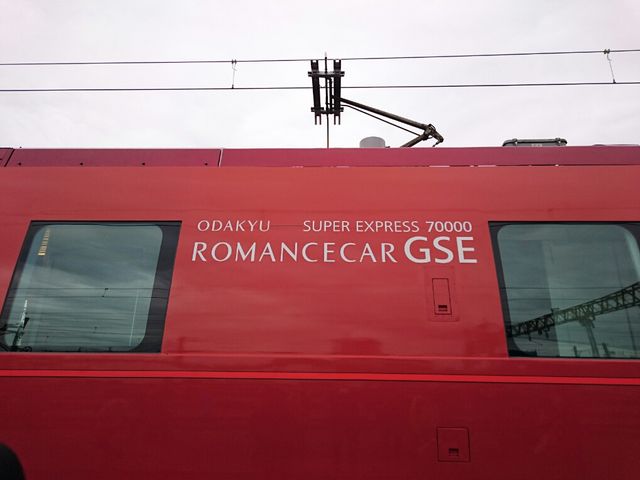 ODAKYU SUPER EXPRESS 70000
ROMANCECAR GSE